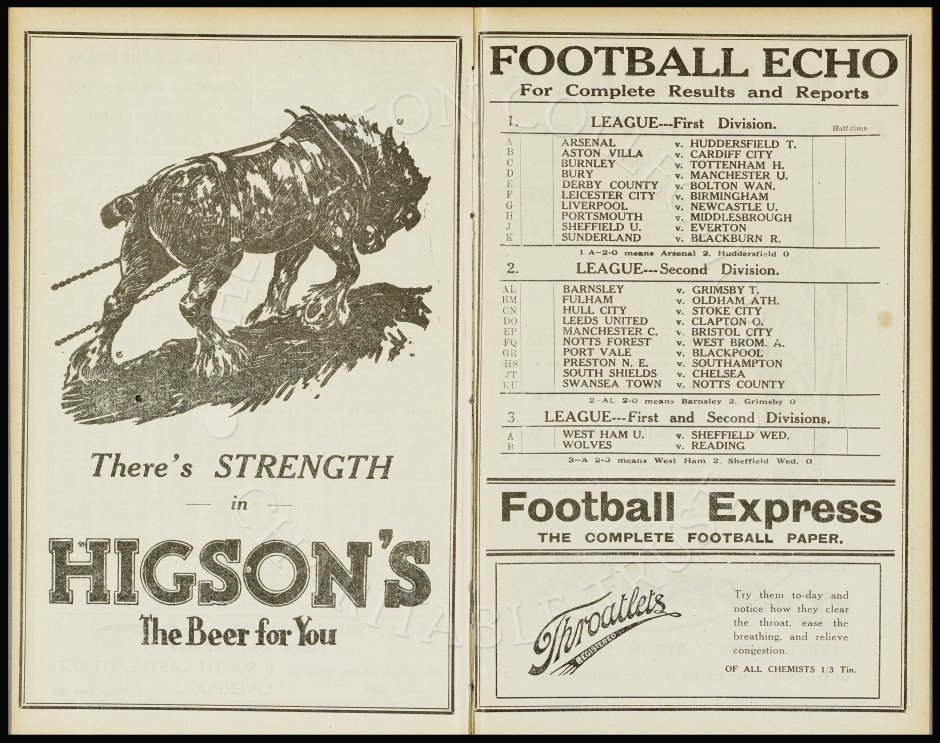 There's STRENGTH
— in —
HIGSON'S
The Beer for You
FOOTBALL ECHO
For Complete Results and Reports
1. LEAGUE---First Division. Half-time
A ARSENAL v. HUDDERSFIELD T.
B ASTON VILLA v. CARDIFF CITY
C BURNLEY v. TOTTENHAM H.
D BURY v. MANCHESTER U.
E DERBY COUNTY v. BOLTON WAN.
F LEICESTER CITY v. BIRMINGHAM
G LIVERPOOL v. NEWCASTLE U.
H PORTSMOUTH v. MIDDLESBROUGH
J SHEFFIELD U. v. EVERTON
K SUNDERLAND v. BLACKBURN R.
1 A-2-0 means Arsenal 2, Huddersfield 0
2. LEAGUE---Second Division.
AL BARNSLEY v. GRIMSBY T.
BM FULHAM v. OLDHAM ATH.
CN HULL CITY v. STOKE CITY
DO LEEDS UNITED v. CLAPTON O.
EP MANCHESTER C. v. BRISTOL CITY
FQ NOTTS FOREST v. WEST BROM. A.
GR PORT VALE v. BLACKPOOL
HS PRESTON N. E. v. SOUTHAMPTON
JT SOUTH SHIELDS v. CHELSEA
KU SWANSEA TOWN v. NOTTS COUNTY
2-AL 2-0 means Barnsley 2, Grimsby 0
3 LEAGUE---First and Second Divisions.
A WEST HAM U. v. SHEFFIELD WED.
B WOLVES v. READING
3-A 2-0 means West Ham 2, Sheffield Wed. 0
Football Express
THE COMPLETE FOOTBALL PAPER.
Throatlets
REGISTERED
Try them to-day and
notice how they clear
the throat, ease the
breathing, and relieve
congestion.
OF ALL CHEMISTS 1/3 Tin.